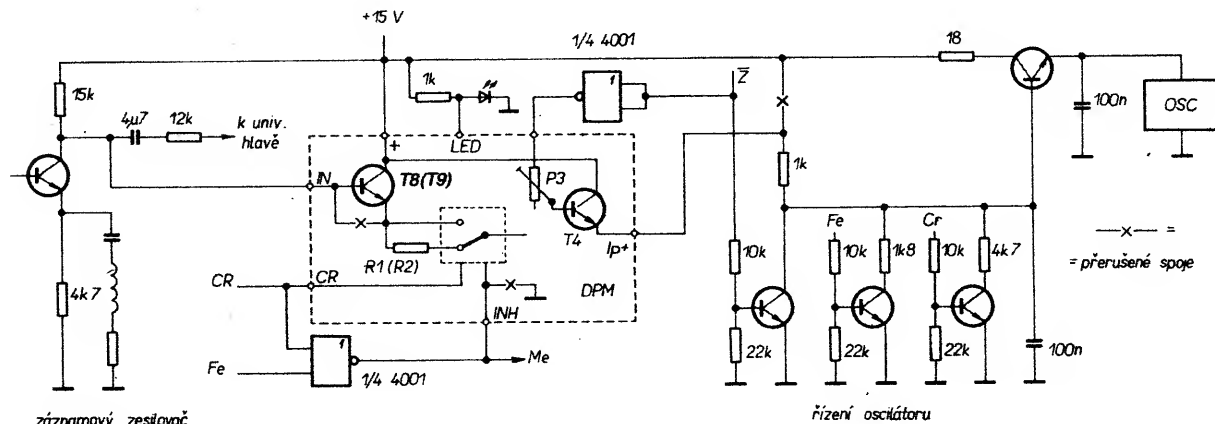 +15 V
1/4 4001
18
15k
4µ7
12k
k univ.
hlavě
1k
LED
1
Z̅
100n
OSC
+
IN
T8(T9)
P3
T4
Ip+
1k
R1(R2)
CR
CR
DPM
INH
4k7
Fe
1
1/4 4001
Me
10k
Fe
10k
1k8
Cr
10k
4k7
22k
22k
22k
100n
—x— =
= přerušené spoje
záznamový zesilovač
řízení oscilátoru